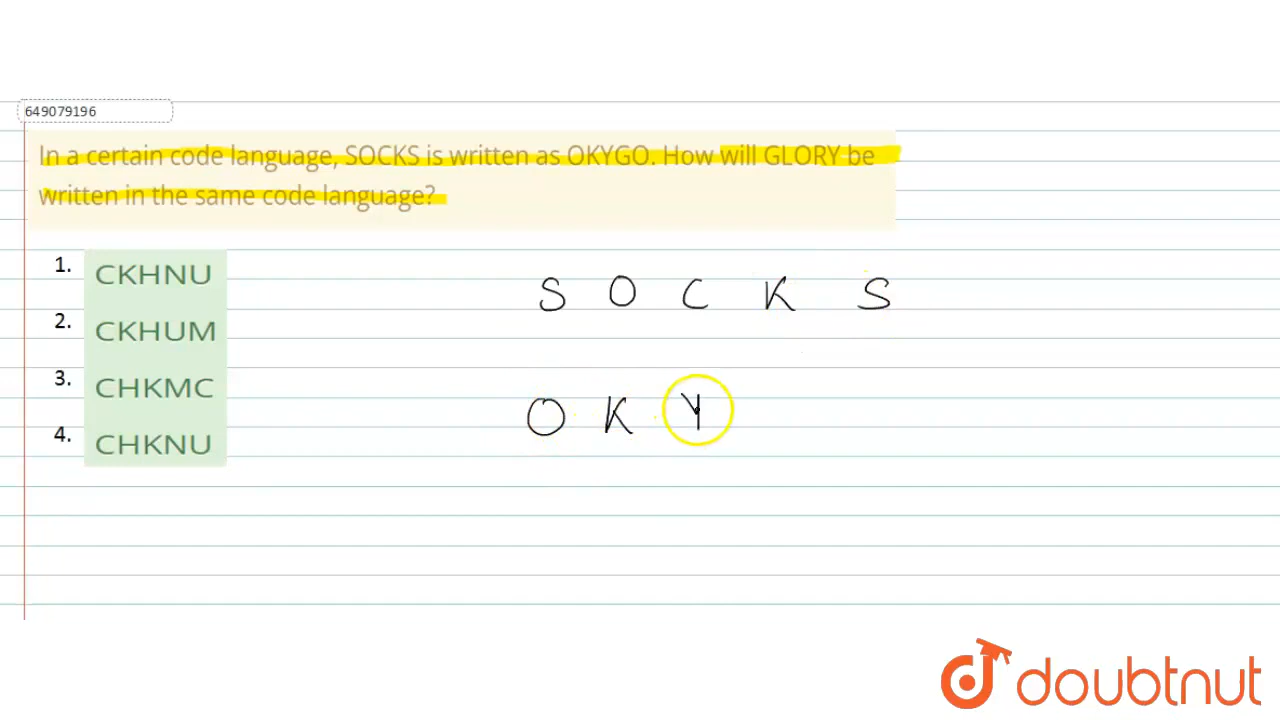 649079196
In a certain code language, SOCKS is written as OKYGO. How will GLORY be
written in the same code language?
1. CKHNU
2. CKHUM
3. CHKMC
4. CHKNU
S O C K S
O K Y
doubtnut